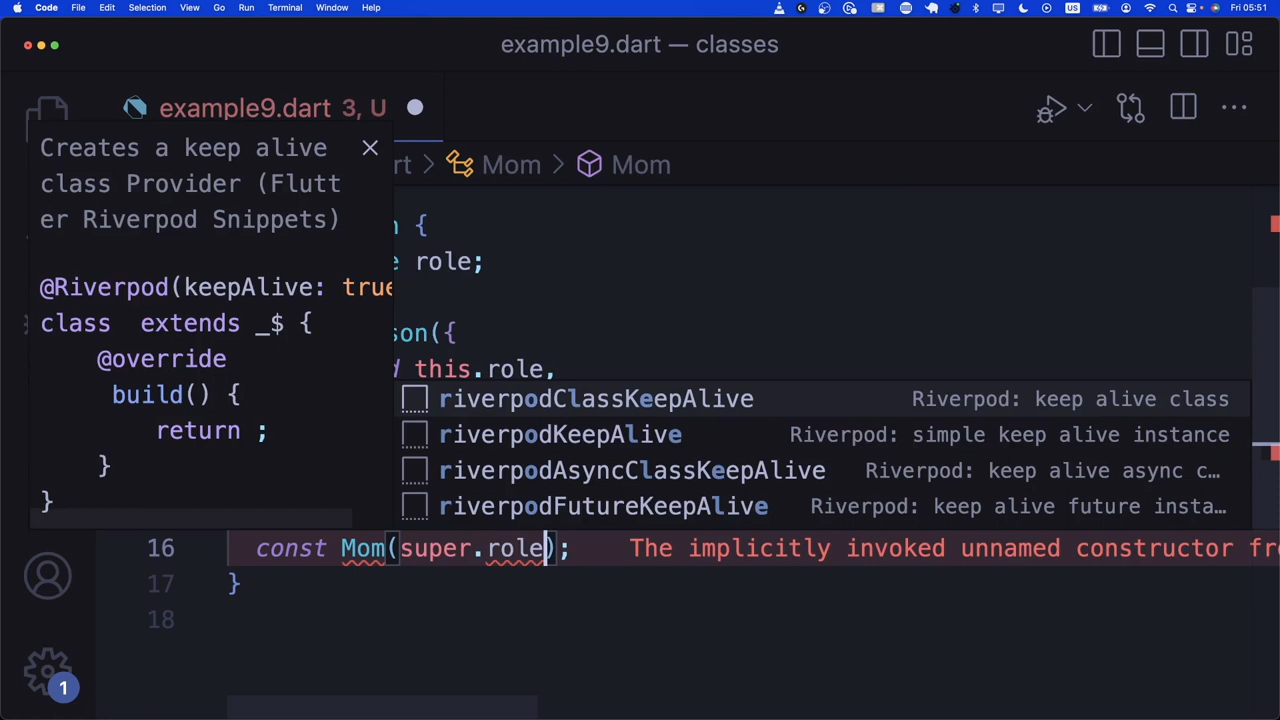 Code File Edit Selection View Go Run Terminal Window Help US Fri 05:51
example9.dart — classes
example9.dart 3, U
Creates a keep alive
class Provider (Flutt
er Riverpod Snippets)
@Riverpod(keepAlive: true
class extends _$ {
@override
build() {
return ;
}
}
rt > Mom > Mom
n {
e role;
son({
d this.role,
riverpodClassKeepAlive Riverpod: keep alive class
riverpodKeepAlive Riverpod: simple keep alive instance
riverpodAsyncClassKeepAlive Riverpod: keep alive async c…
riverpodFutureKeepAlive Riverpod: keep alive future insta…
16 const Mom(super.role); The implicitly invoked unnamed constructor fr
17 }
18
1